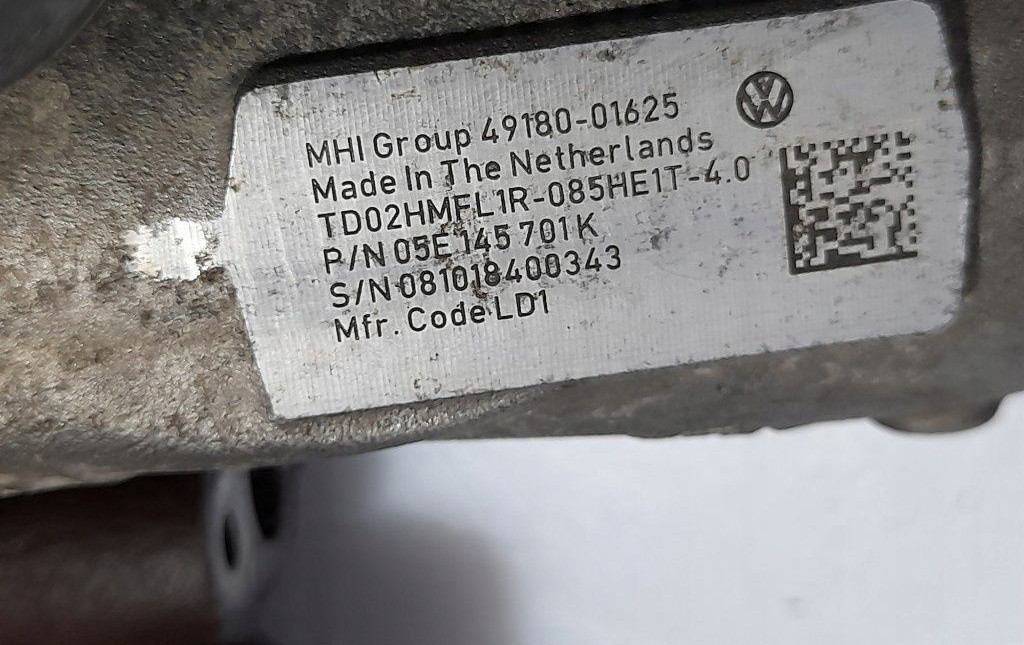 MHI Group 49180-01625
Made In The Netherlands
TD02HMFL1R-085HE1T-4.0
P/N 05E 145 701 K
S/N 081018400343
Mfr. Code LD1